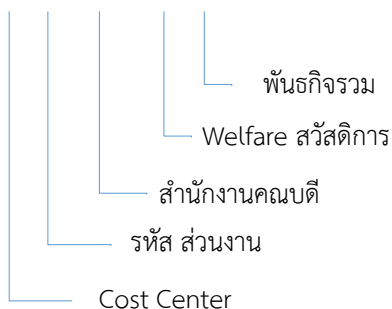 พันธกิจรวม
Welfare สวัสดิการ
สำนักงานคณบดี
รหัส ส่วนงาน
Cost Center